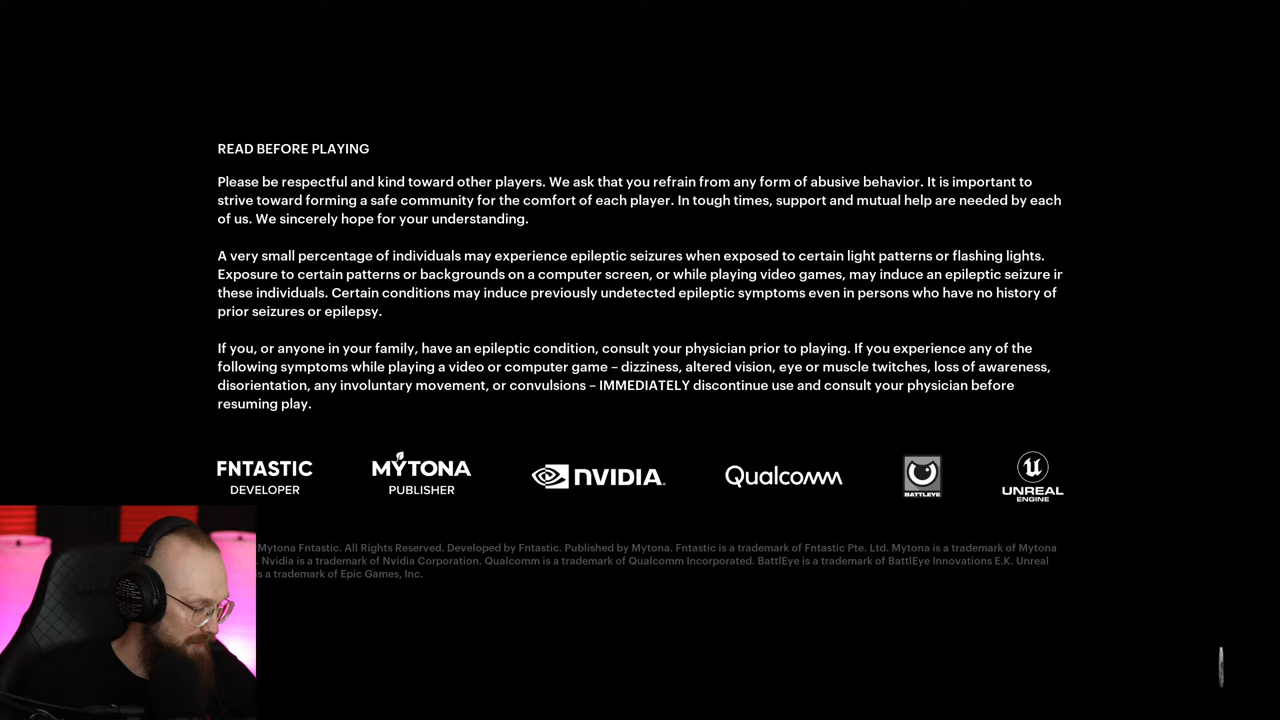 READ BEFORE PLAYING
Please be respectful and kind toward other players. We ask that you refrain from any form of abusive behavior. It is important to
strive toward forming a safe community for the comfort of each player. In tough times, support and mutual help are needed by each
of us. We sincerely hope for your understanding.
A very small percentage of individuals may experience epileptic seizures when exposed to certain light patterns or flashing lights.
Exposure to certain patterns or backgrounds on a computer screen, or while playing video games, may induce an epileptic seizure ir
these individuals. Certain conditions may induce previously undetected epileptic symptoms even in persons who have no history of
prior seizures or epilepsy.
If you, or anyone in your family, have an epileptic condition, consult your physician prior to playing. If you experience any of the
following symptoms while playing a video or computer game – dizziness, altered vision, eye or muscle twitches, loss of awareness,
disorientation, any involuntary movement, or convulsions – IMMEDIATELY discontinue use and consult your physician before
resuming play.
FNTASTIC MYTONA NVIDIA. Qualcomm BATTLEYE UNREAL
DEVELOPER PUBLISHER ENGINE
Mytona Fntastic. All Rights Reserved. Developed by Fntastic. Published by Mytona. Fntastic is a trademark of Fntastic Pte. Ltd. Mytona is a trademark of Mytona
. Nvidia is a trademark of Nvidia Corporation. Qualcomm is a trademark of Qualcomm Incorporated. BattlEye is a trademark of BattlEye Innovations E.K. Unreal
is a trademark of Epic Games, Inc.